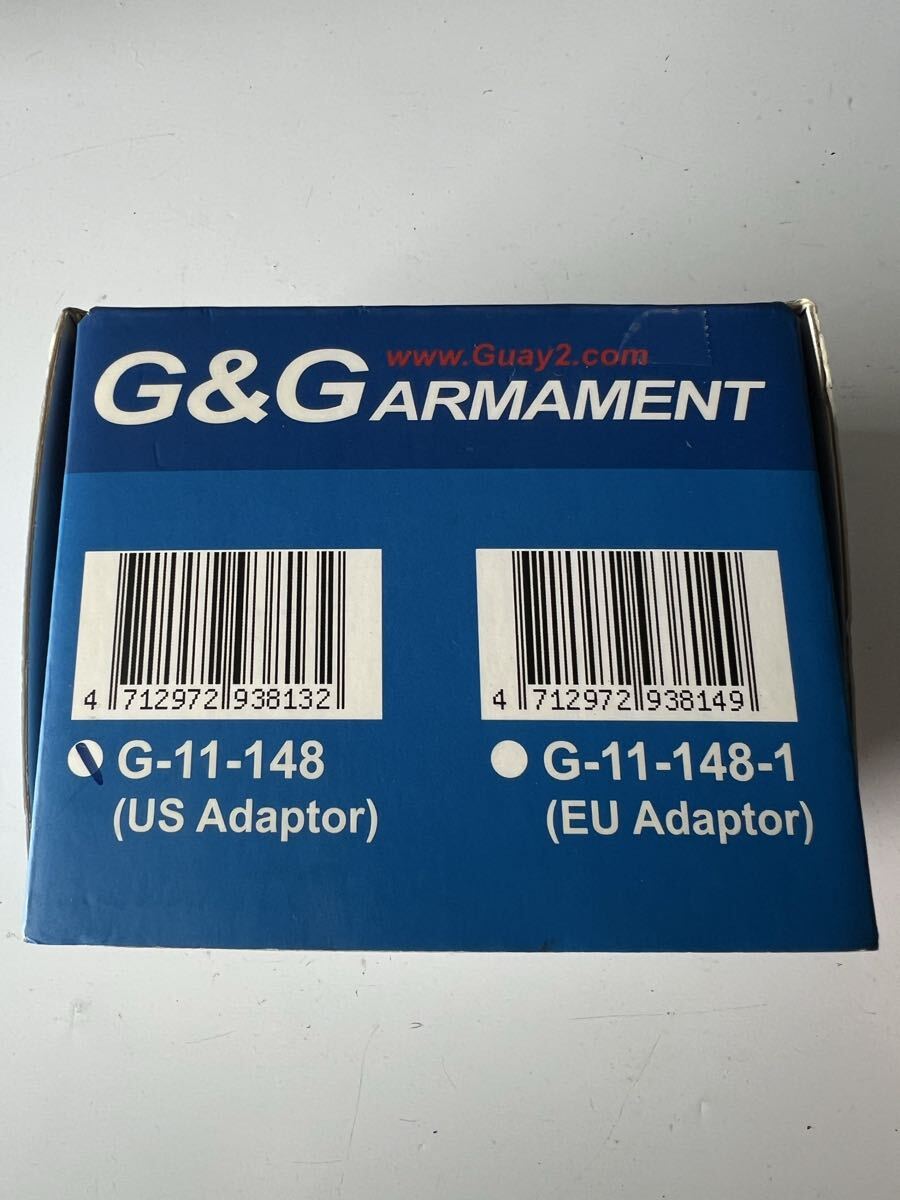 www.Guay2.com
G&G ARMAMENT
4 712972 938132
4 712972 938149
G-11-148
(US Adaptor)
G-11-148-1
(EU Adaptor)